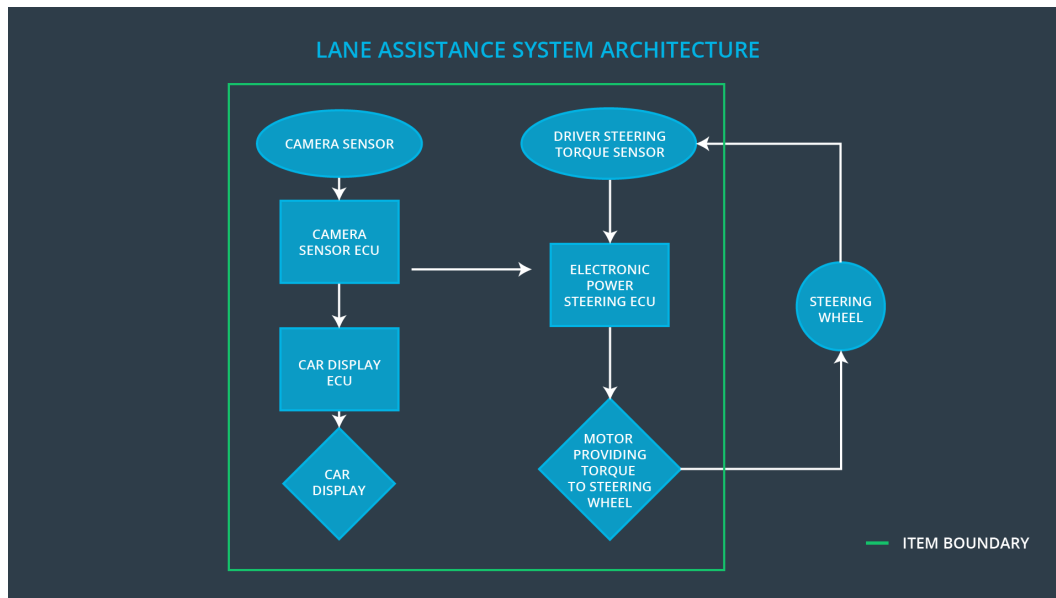 LANE ASSISTANCE SYSTEM ARCHITECTURE
CAMERA SENSOR
CAMERA
SENSOR ECU
CAR DISPLAY
ECU
CAR
DISPLAY
DRIVER STEERING
TORQUE SENSOR
ELECTRONIC
POWER
STEERING ECU
MOTOR
PROVIDING
TORQUE
TO STEERING
WHEEL
STEERING
WHEEL
ITEM BOUNDARY